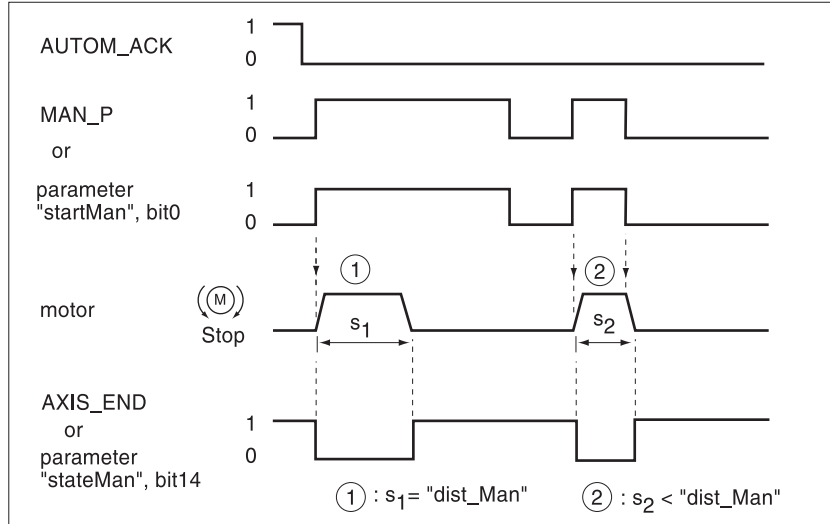 AUTOM_ACK
1
0
MAN_P
or
1
0
parameter
"startMan", bit0
1
0
1
2
motor
M
Stop
s1
s2
AXIS_END
or
parameter
"stateMan", bit14
1
0
1 : s1= "dist_Man"
2 : s2 < "dist_Man"